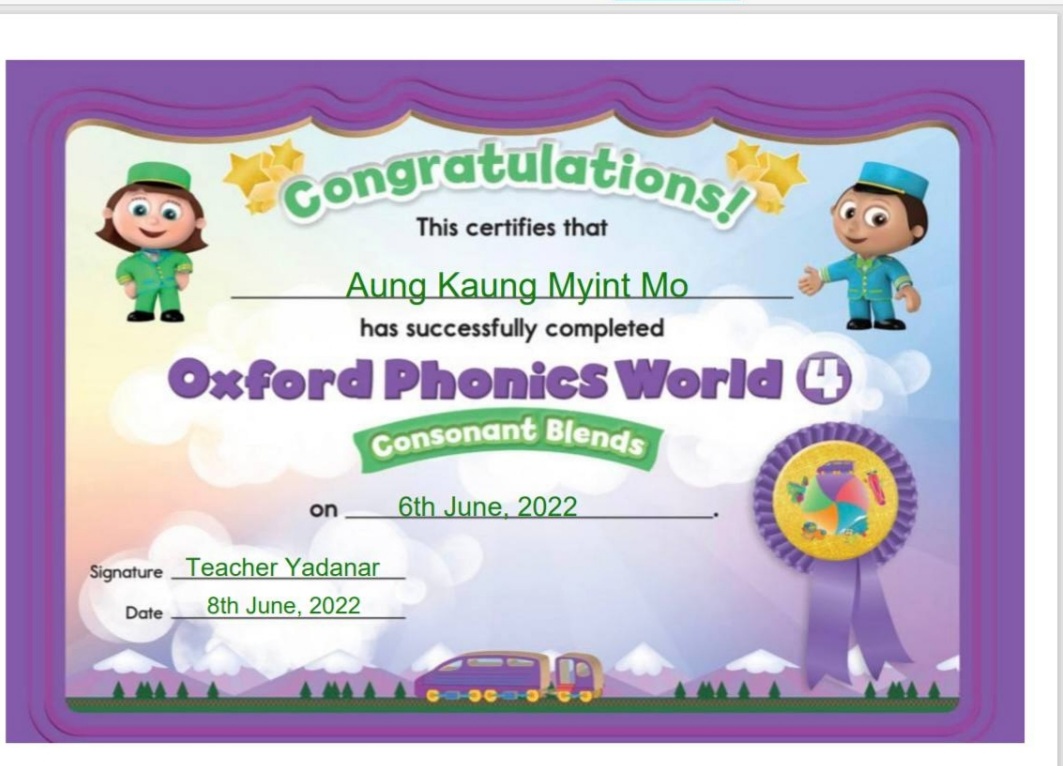 Congratulations!
This certifies that
Aung Kaung Myint Mo
has successfully completed
Oxford Phonics World 4
Consonant Blends
on 6th June, 2022.
Signature Teacher Yadanar
Date 8th June, 2022